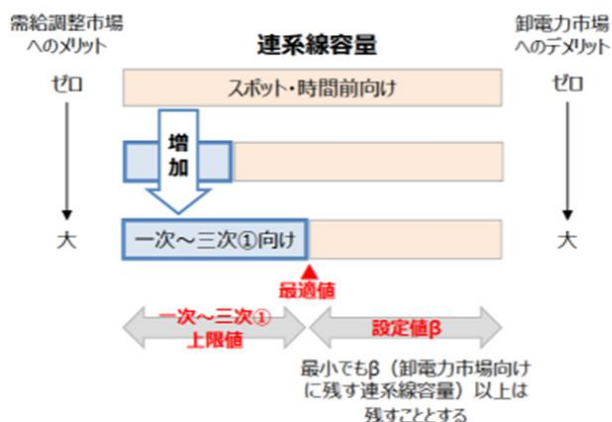 需給調整市場
へのメリット
連系線容量
卸電力市場
へのデメリット
ゼロ
スポット・時間前向け
ゼロ
増
加
大
一次～三次①向け
大
最適値
一次～三次①
上限値
設定値β
最小でもβ（卸電力市場向け
に残す連系線容量）以上は
残すこととする